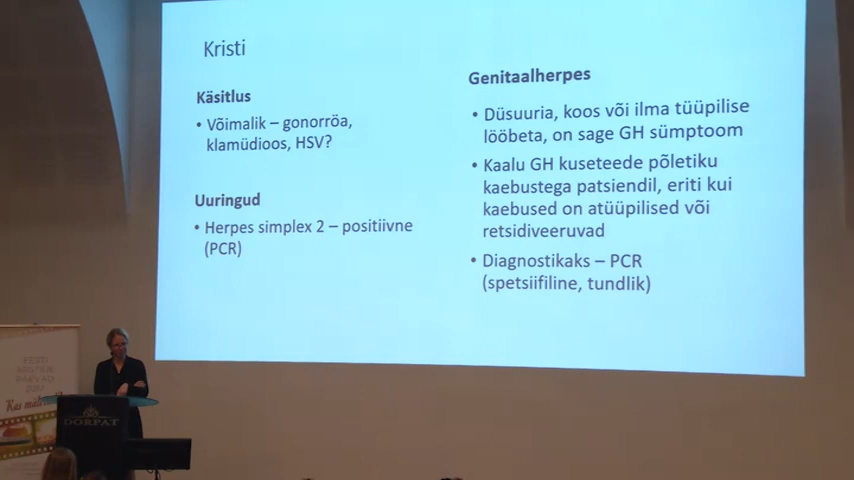 Kristi
Käsitlus
• Võimalik – gonorröa,
klamüdioos, HSV?
Uuringud
• Herpes simplex 2 – positiivne
(PCR)
Genitaalherpes
• Düsuuria, koos või ilma tüüpilise
lööbeta, on sage GH sümptoom
• Kaalu GH kuseteede põletiku
kaebustega patsiendil, eriti kui
kaebused on atüüpilised või
retsidiveeruvad
• Diagnostikaks – PCR
(spetsiifiline, tundlik)
EESTI
PÄEVAD
DORPAT